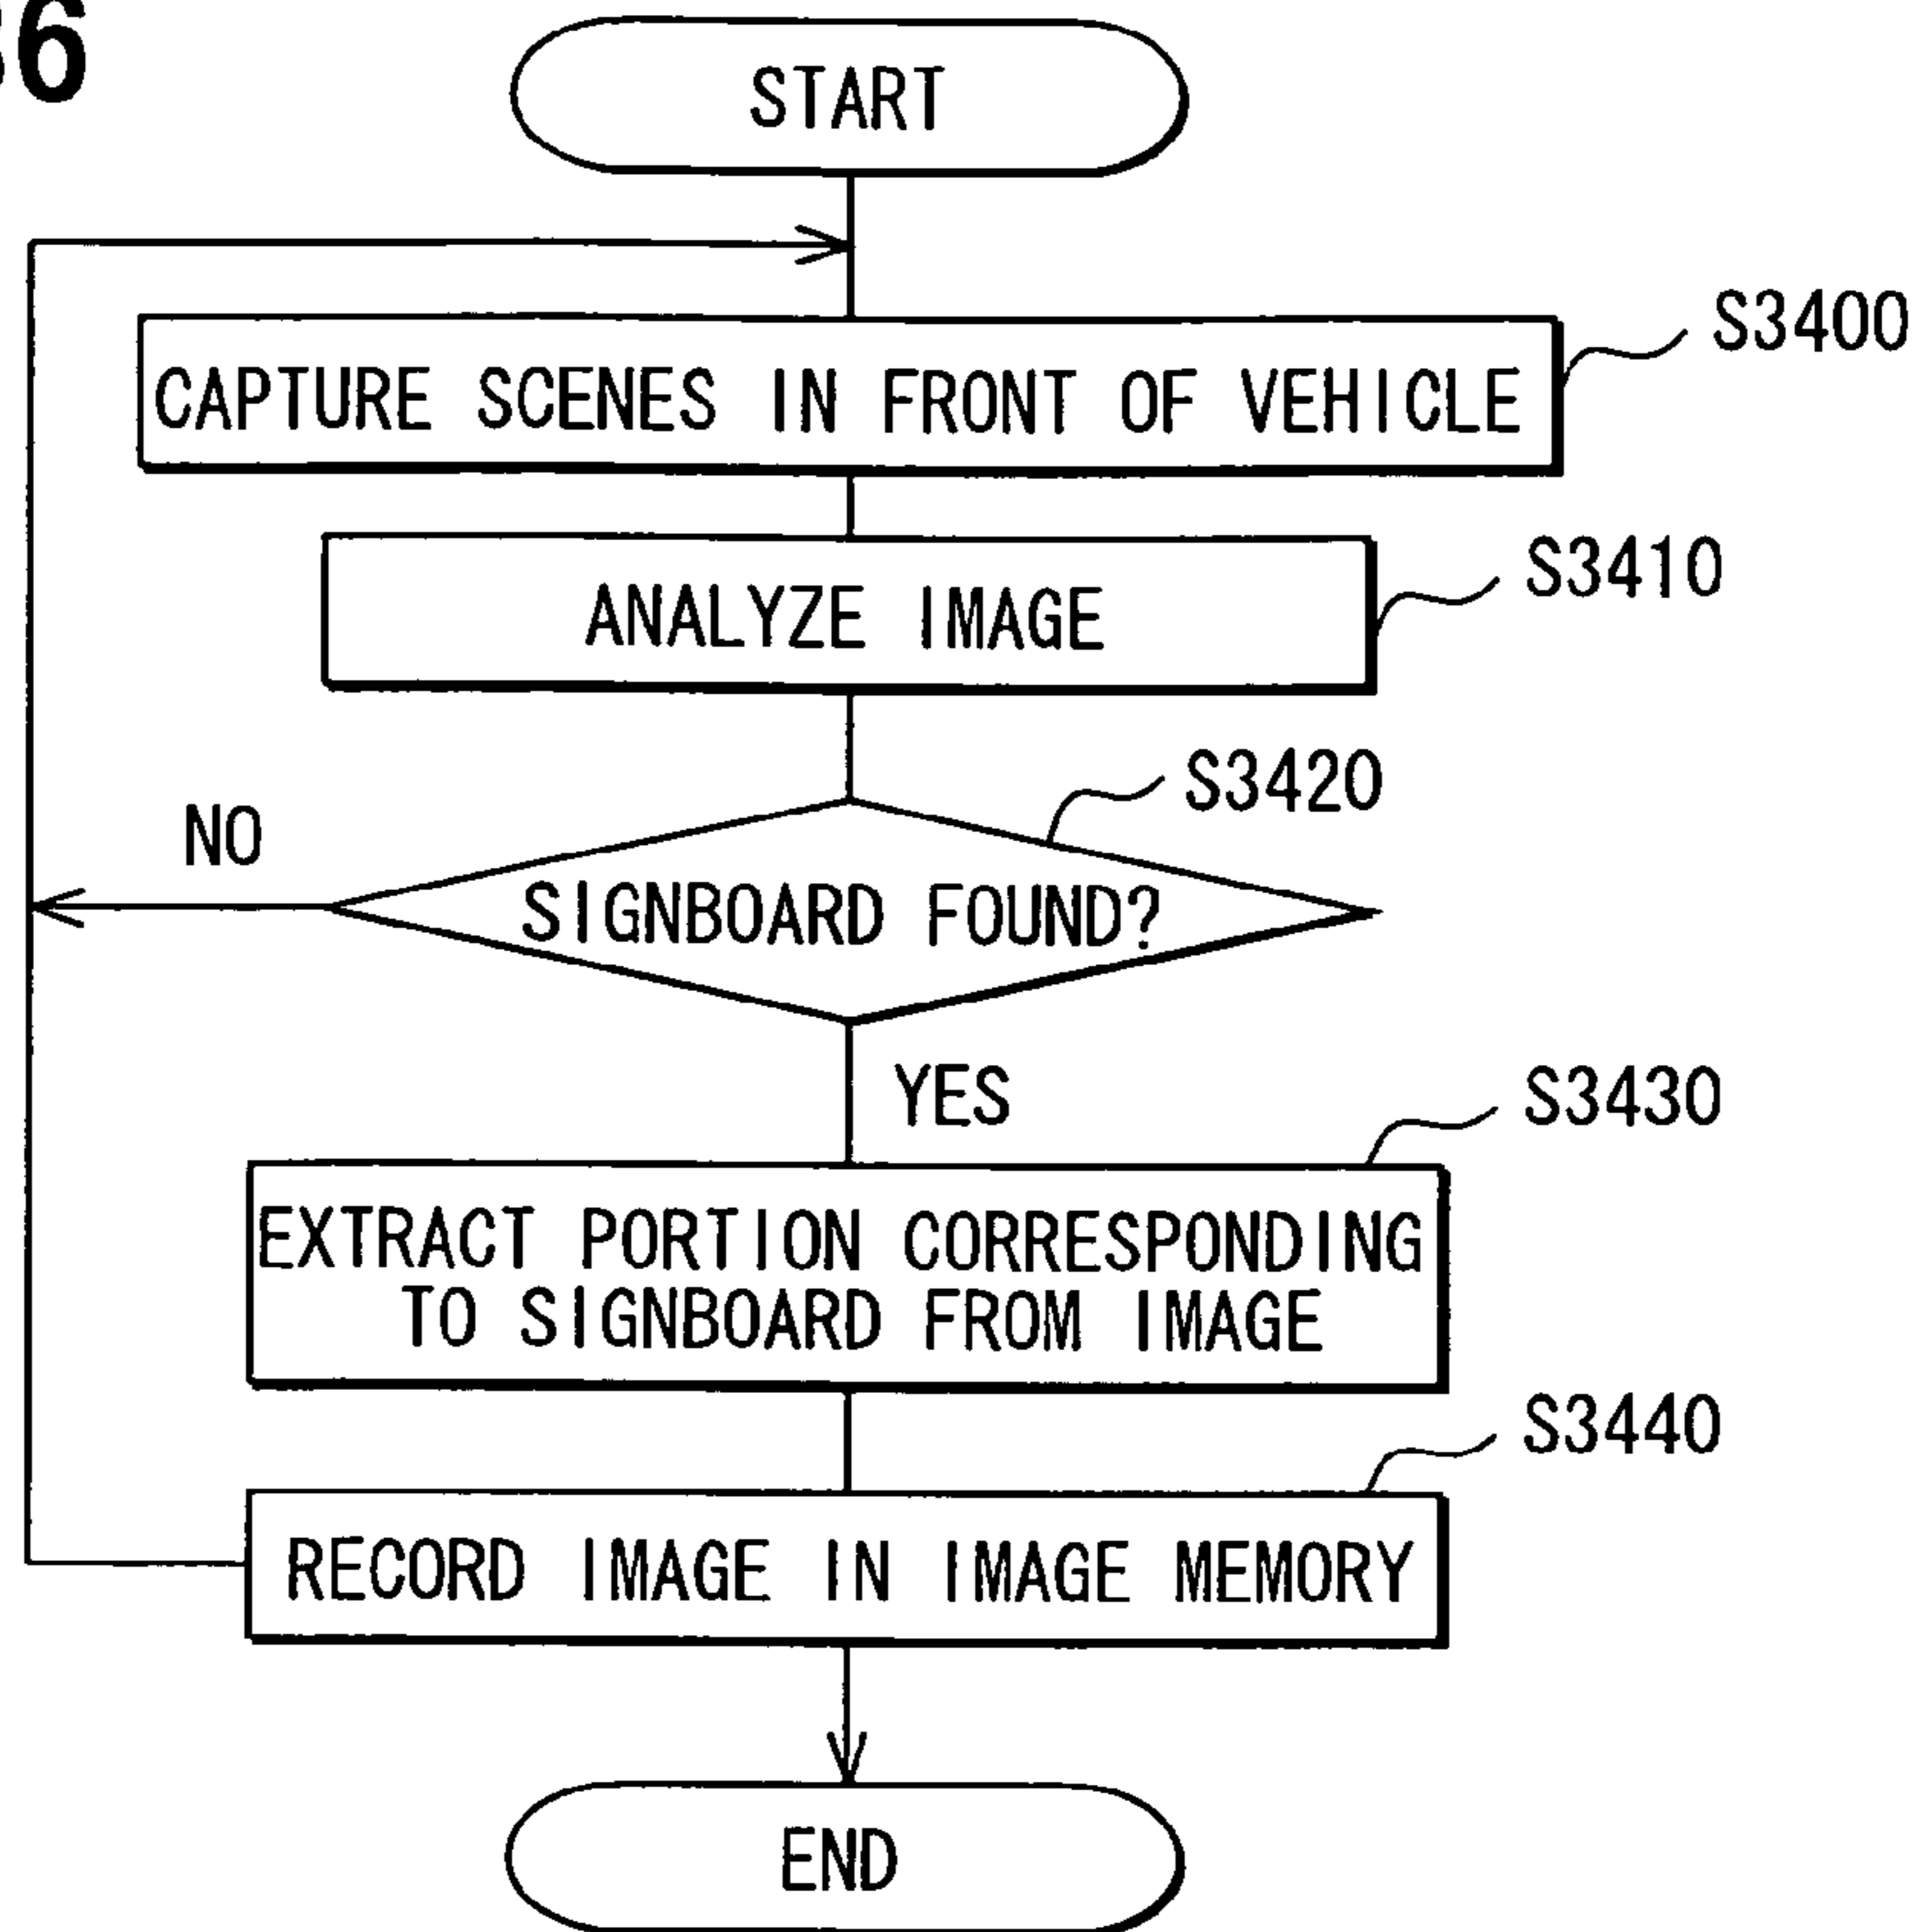 6
START
S3400
CAPTURE SCENES IN FRONT OF VEHICLE
S3410
ANALYZE IMAGE
S3420
NO
SIGNBOARD FOUND?
YES
S3430
EXTRACT PORTION CORRESPONDING
TO SIGNBOARD FROM IMAGE
S3440
RECORD IMAGE IN IMAGE MEMORY
END